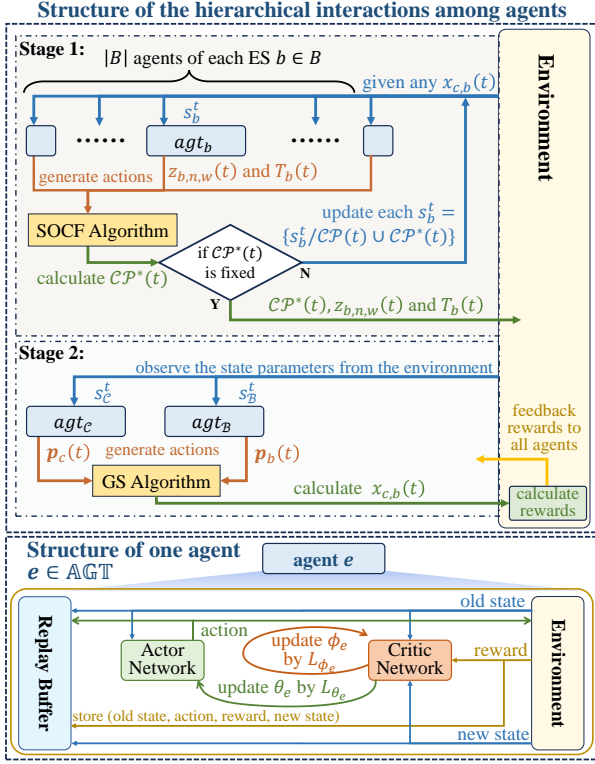 Structure of the hierarchical interactions among agents
Stage 1:
|B| agents of each ES b ∈ B
given any x_{c,b}(t)
s_b^t
agt_b
......
......
generate actions
z_{b,n,w}(t) and T_b(t)
SOCF Algorithm
calculate 𝒞𝒫*(t)
if 𝒞𝒫*(t)
is fixed
N
Y
update each s_b^t =
{s_b^t/𝒞𝒫(t) ∪ 𝒞𝒫*(t)}
𝒞𝒫*(t), z_{b,n,w}(t) and T_b(t)
Environment
Stage 2:
observe the state parameters from the environment
s_𝒞^t
s_ℬ^t
agt_𝒞
agt_ℬ
p_c(t)
generate actions
p_b(t)
GS Algorithm
calculate x_{c,b}(t)
feedback
rewards to
all agents
calculate
rewards
Structure of one agent
e ∈ 𝔸𝔾𝕋
agent e
Replay Buffer
old state
action
Actor
Network
update ϕ_e
by L_{ϕ_e}
Critic
Network
reward
update θ_e by L_{θ_e}
store (old state, action, reward, new state)
new state
Environment